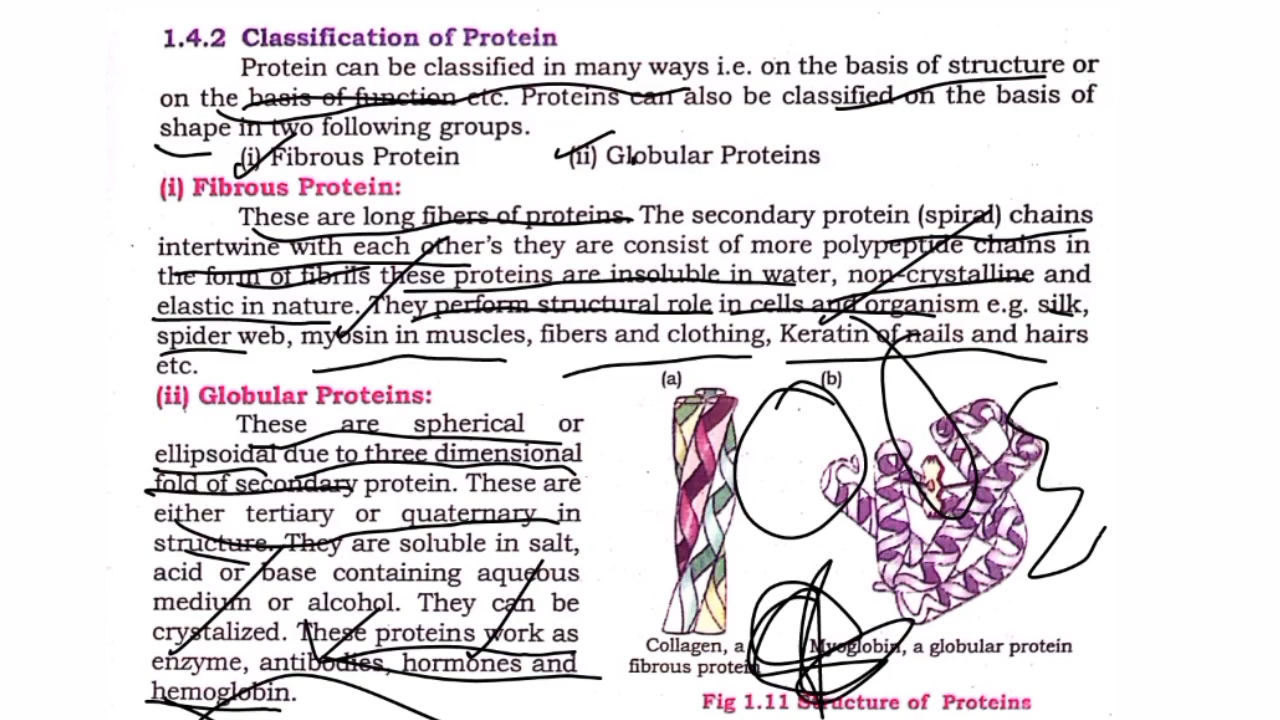 1.4.2 Classification of Protein
Protein can be classified in many ways i.e. on the basis of structure or
on the basis of function etc. Proteins can also be classified on the basis of
shape in two following groups.
(i) Fibrous Protein (ii) Globular Proteins
(i) Fibrous Protein:
These are long fibers of proteins. The secondary protein (spiral) chains
intertwine with each other's they are consist of more polypeptide chains in
the form of fibrils these proteins are insoluble in water, non-crystalline and
elastic in nature. They perform structural role in cells and organism e.g. silk,
spider web, myosin in muscles, fibers and clothing, Keratin of nails and hairs
etc.
(ii) Globular Proteins:
These are spherical or
ellipsoidal due to three dimensional
fold of secondary protein. These are
either tertiary or quaternary in
structure. They are soluble in salt,
acid or base containing aqueous
medium or alcohol. They can be
crystalized. These proteins work as
enzyme, antibodies, hormones and
hemoglobin.
(a) (b)
Collagen, a
fibrous protein
Myoglobin, a globular protein
Fig 1.11 Structure of Proteins